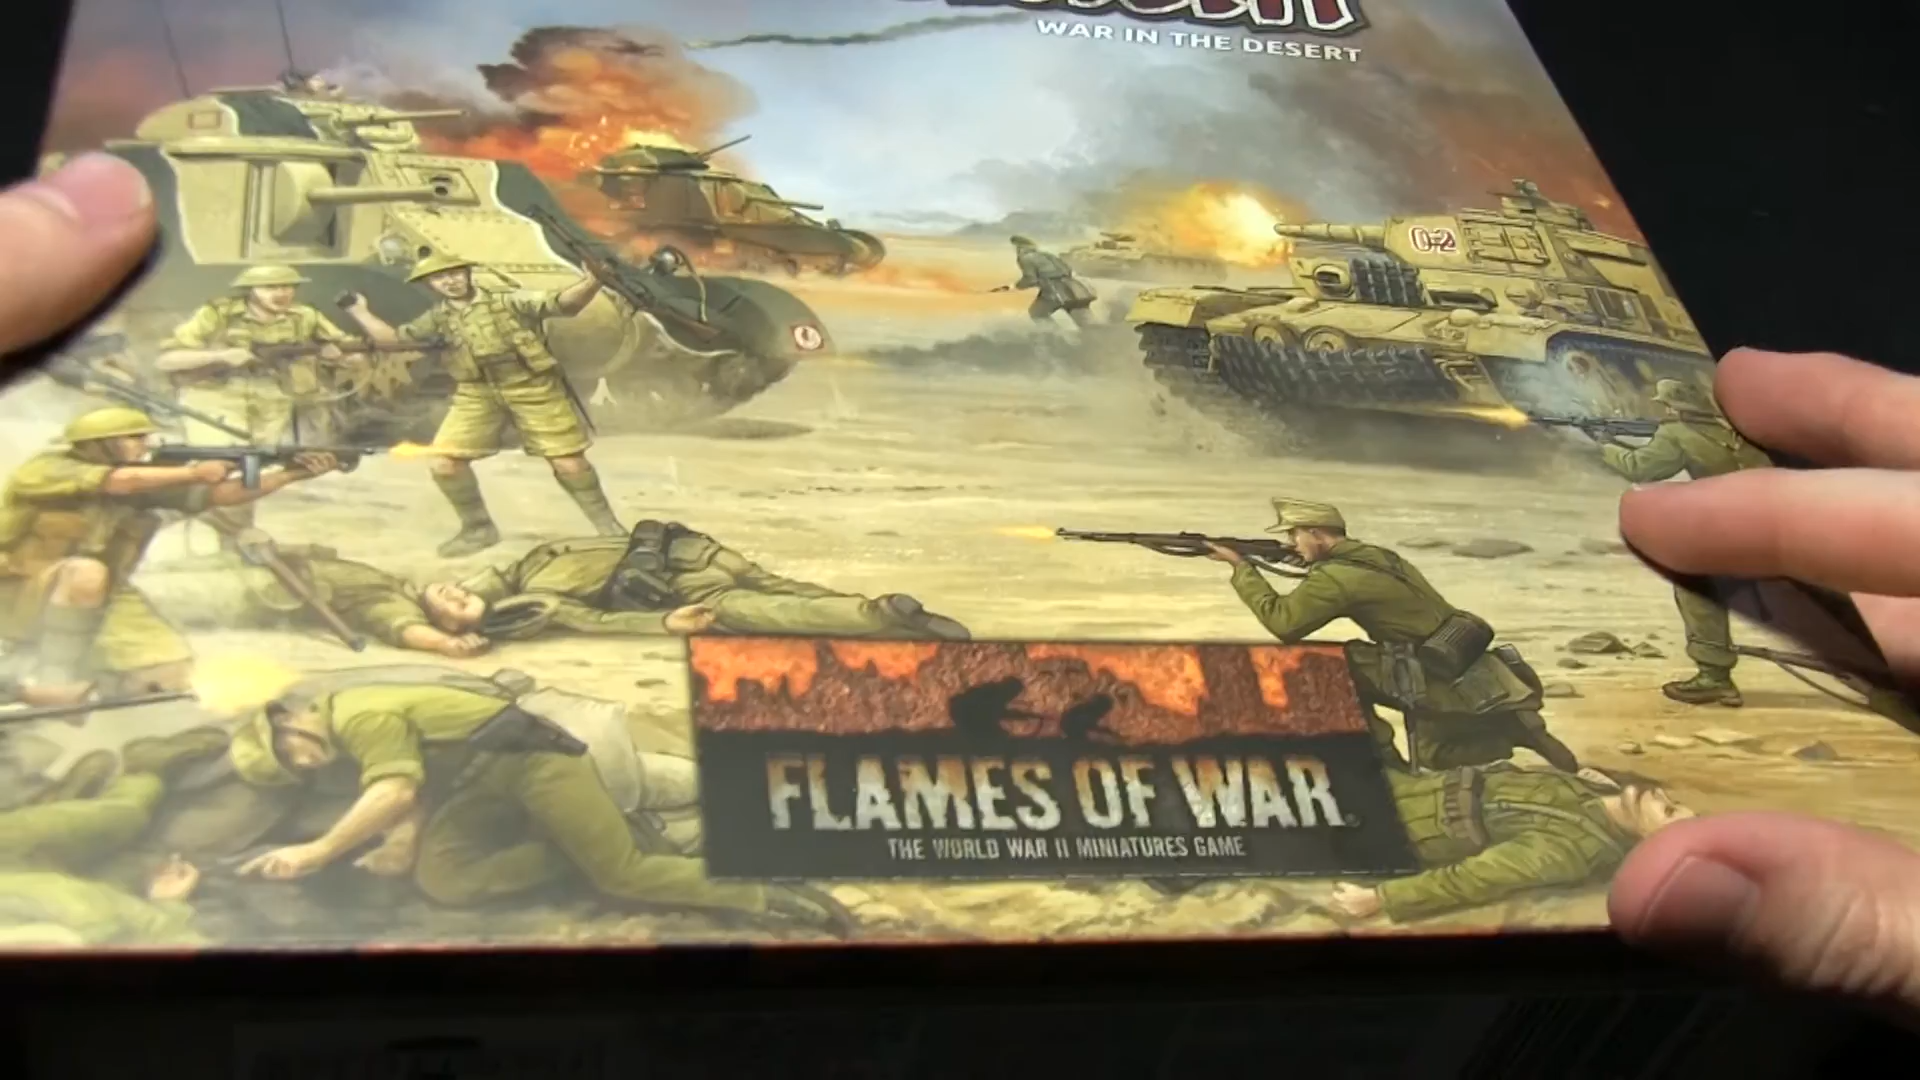 WAR IN THE DESERT
02
FLAMES OF WAR.
THE WORLD WAR II MINIATURES GAME